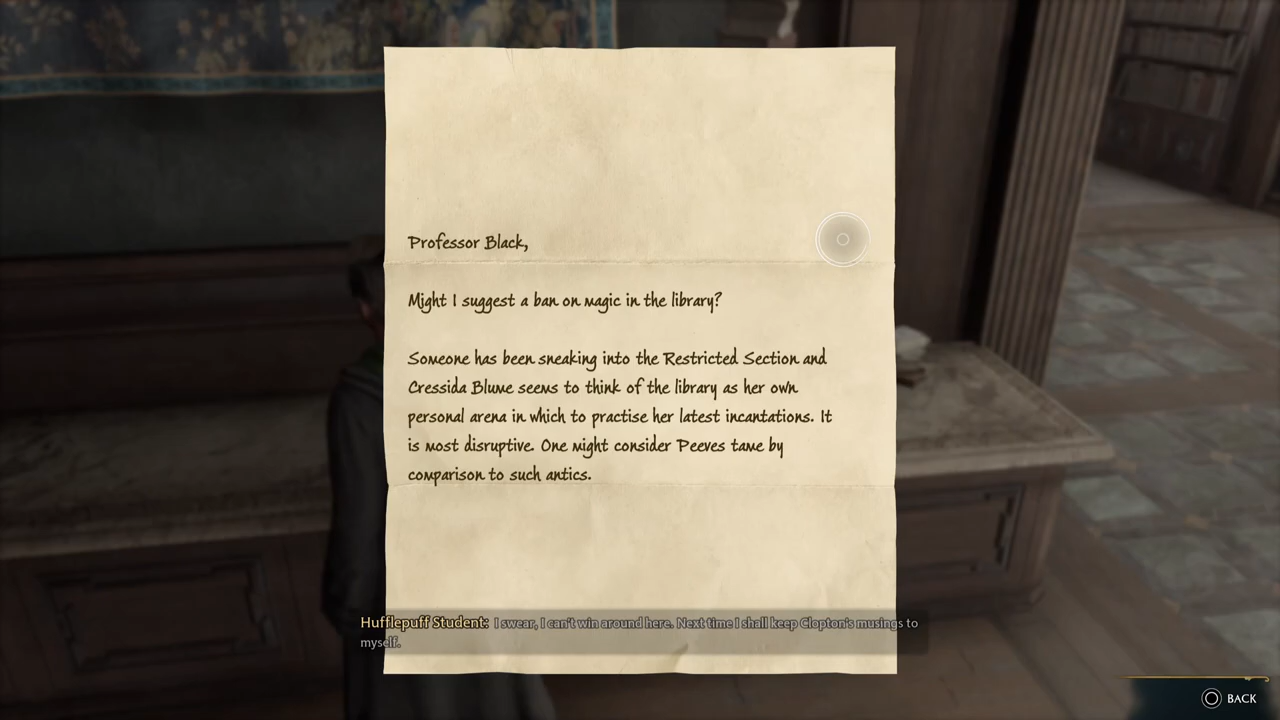 Professor Black,
Might I suggest a ban on magic in the library?
Someone has been sneaking into the Restricted Section and
Cressida Blume seems to think of the library as her own
personal arena in which to practise her latest incantations. It
is most disruptive. One might consider Peeves tame by
comparison to such antics.
Hufflepuff Student: I swear, I can't win around here. Next time I shall keep Clopton's musings to
myself.
BACK